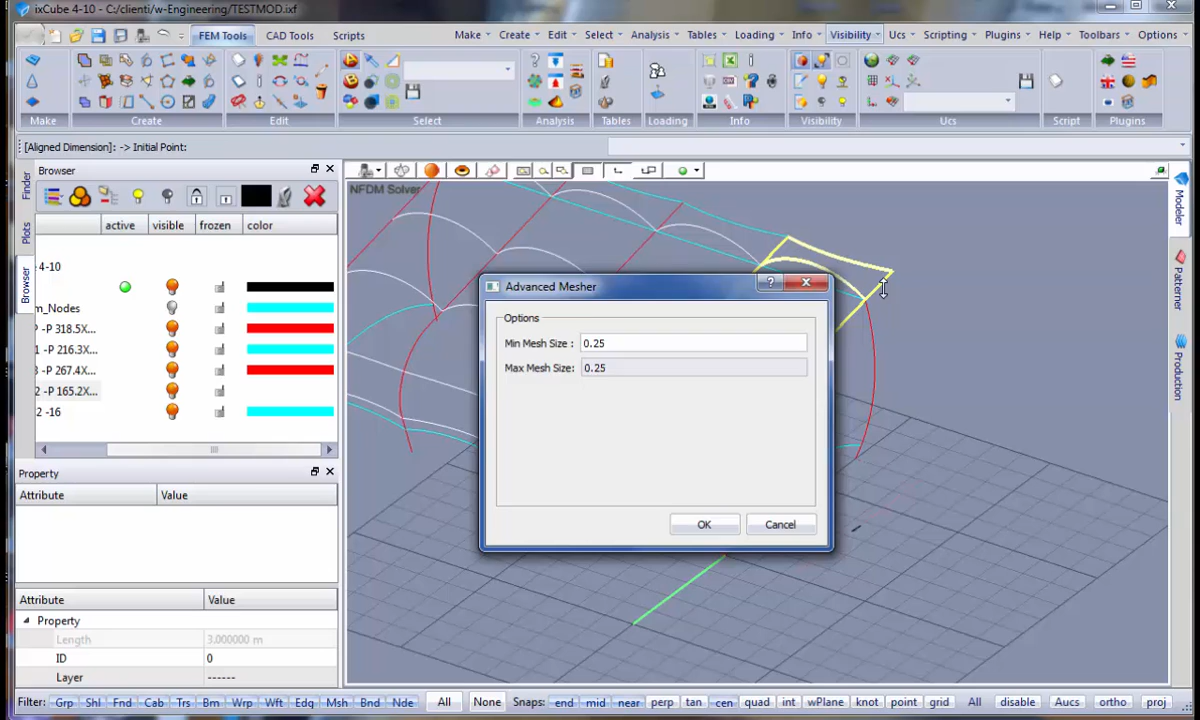 ixCube 4-10 - C:/clienti/w-Engineering/TESTMOD.ixf
FEM Tools CAD Tools Scripts Make Create Edit Select Analysis Tables Loading Info Visibility Ucs Scripting Plugins Help Toolbars Options
Make Create Edit Select Analysis Tables Loading Info Visibility Ucs Script Plugins
[Aligned Dimension]: -> Initial Point:
Browser
Finder
Plots
Browser
active visible frozen color
4-10
m_Nodes
-P 318.5X...
1 -P 216.3X...
3 -P 267.4X...
2 -P 165.2X...
2 -16
Property
Attribute Value
Attribute Value
Property
Length 3.000000 m
ID 0
Layer ------
NFDM Solver
Advanced Mesher
Options
Min Mesh Size : 0.25
Max Mesh Size: 0.25
OK Cancel
Modeler
Patterner
Production
Filter: Grp Shl Fnd Cab Trs Bm Wrp Wft Edg Msh Bnd Nde All None Snaps: end mid near perp tan cen quad int wPlane knot point grid All disable Aucs ortho proj